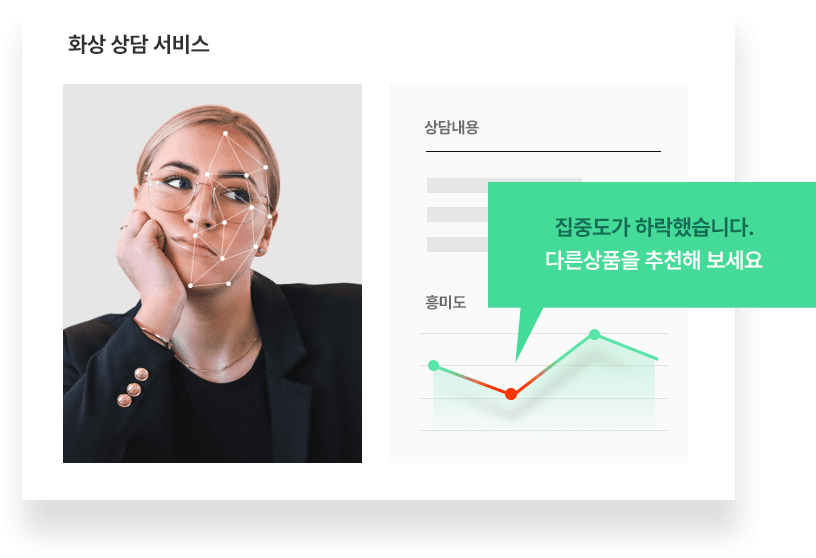 화상 상담 서비스
상담내용
집중도가 하락했습니다.
다른상품을 추천해 보세요
흥미도